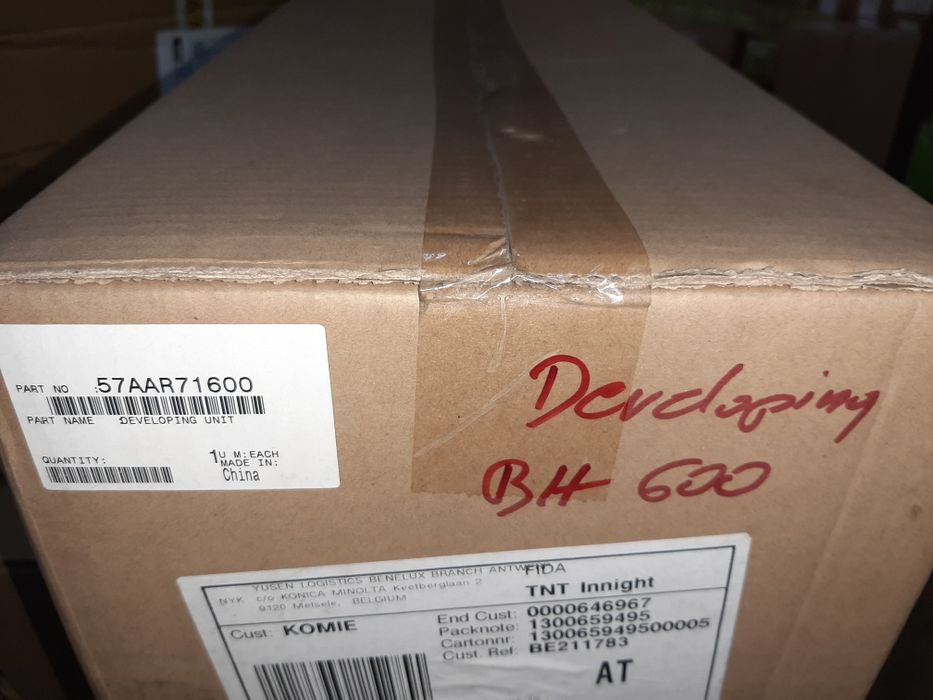 PART NO :57AAR71600
PART NAME DEVELOPING UNIT
QUANTITY: 1 U M:EACH
MADE IN:
China
Developing
BH 600
YUSEN LOGISTICS BENELUX BRANCH ANTWERP FIDA
NYK c/o KONICA MINOLTA Keetberglaan 2
9120 Melsele, BELGIUM
TNT Innight
Cust: KOMIE
End Cust: 0000646967
Packnote: 1300659495
Cartonnr: 130065949500005
Cust. Ref: BE211783
AT